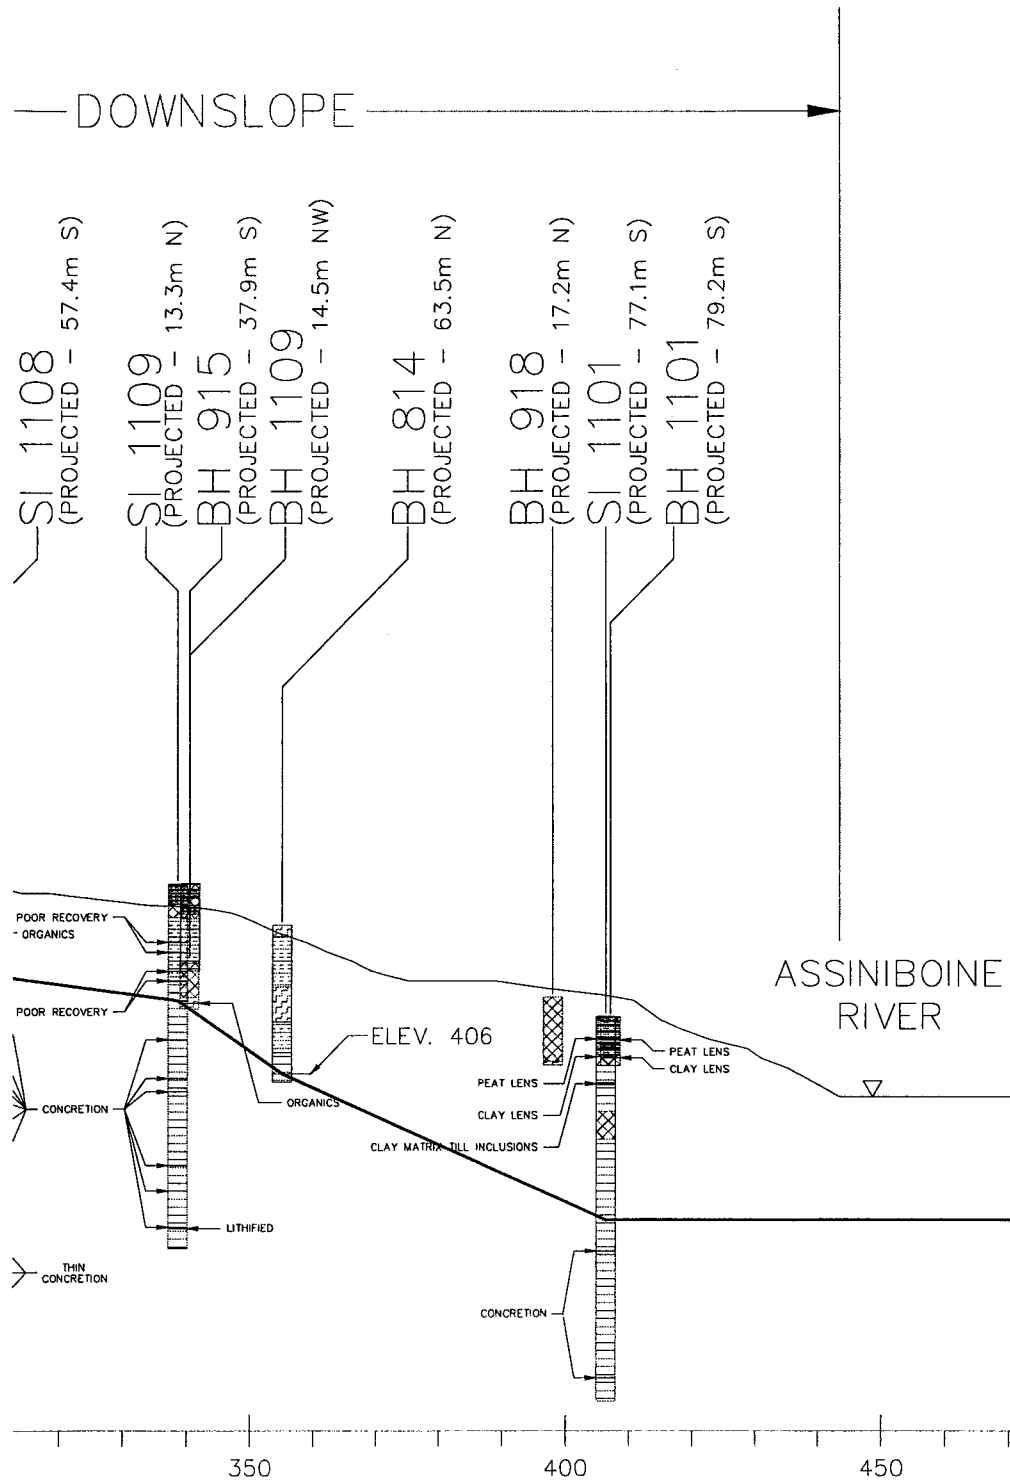 DOWNSLOPE
SI 1108
(PROJECTED - 57.4m S)
SI 1109
(PROJECTED - 13.3m N)
BH 915
(PROJECTED - 37.9m S)
BH 1109
(PROJECTED - 14.5m NW)
BH 814
(PROJECTED - 63.5m N)
BH 918
(PROJECTED - 17.2m N)
SI 1101
(PROJECTED - 77.1m S)
BH 1101
(PROJECTED - 79.2m S)
POOR RECOVERY
- ORGANICS
POOR RECOVERY
ASSINIBOINE
RIVER
ELEV. 406
ORGANICS
PEAT LENS
CLAY LENS
PEAT LENS
CLAY LENS
CLAY MATRIX TILL INCLUSIONS
CONCRETION
LITHIFIED
THIN
CONCRETION
CONCRETION
350
400
450